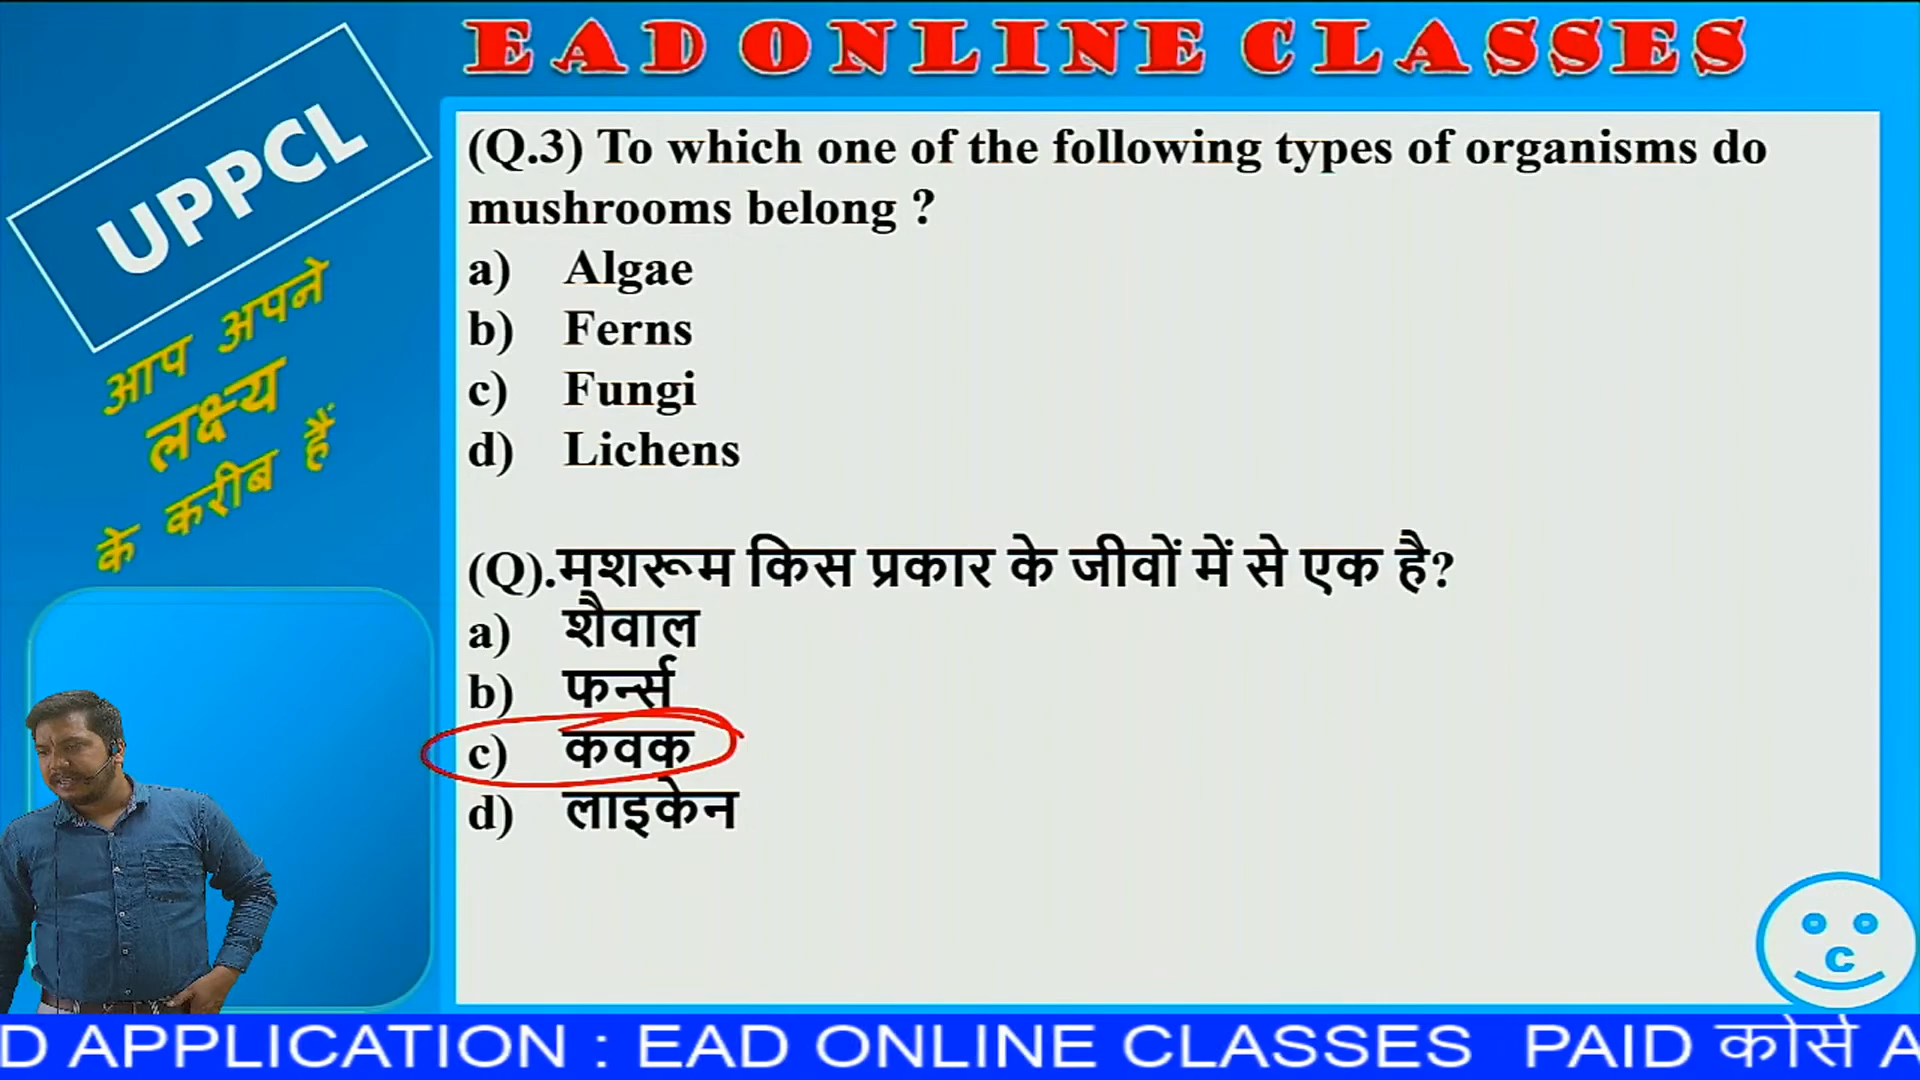 EAD ONLINE CLASSES
UPPCL
आप अपने
लक्ष्य
के करीब हैं
(Q.3) To which one of the following types of organisms do
mushrooms belong ?
a) Algae
b) Ferns
c) Fungi
d) Lichens
(Q).मशरूम किस प्रकार के जीवों में से एक है?
a) शैवाल
b) फर्न्स
c) कवक
d) लाइकेन
c
D APPLICATION : EAD ONLINE CLASSES PAID कोर्स A